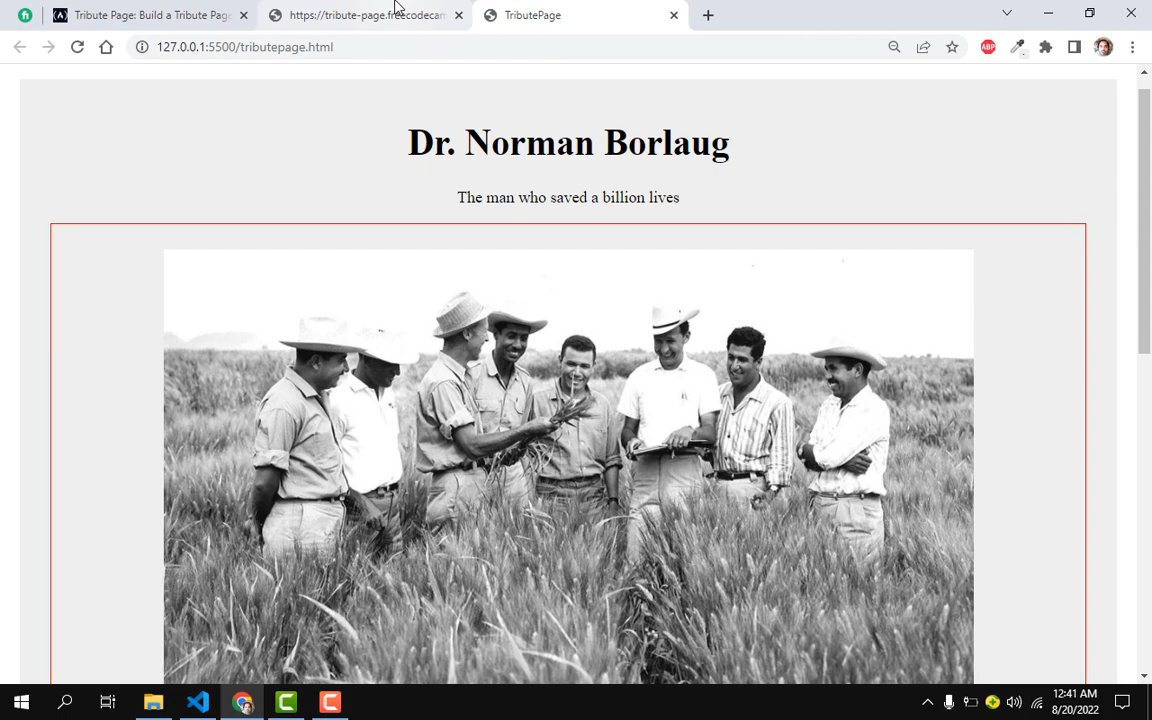 Tribute Page: Build a Tribute Page
https://tribute-page.freecodecam
TributePage
127.0.0.1:5500/tributepage.html
ABP
Dr. Norman Borlaug
The man who saved a billion lives
12:41 AM
8/20/2022